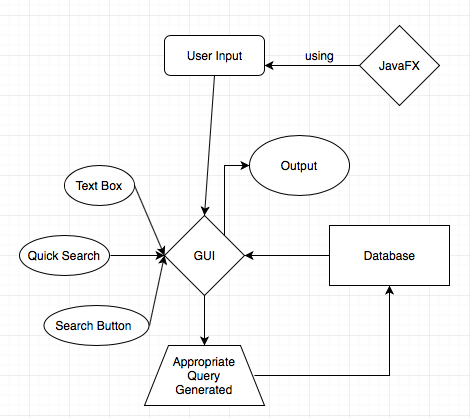 User Input
using
JavaFX
Output
Text Box
Quick Search
GUI
Database
Search Button
Appropriate
Query
Generated